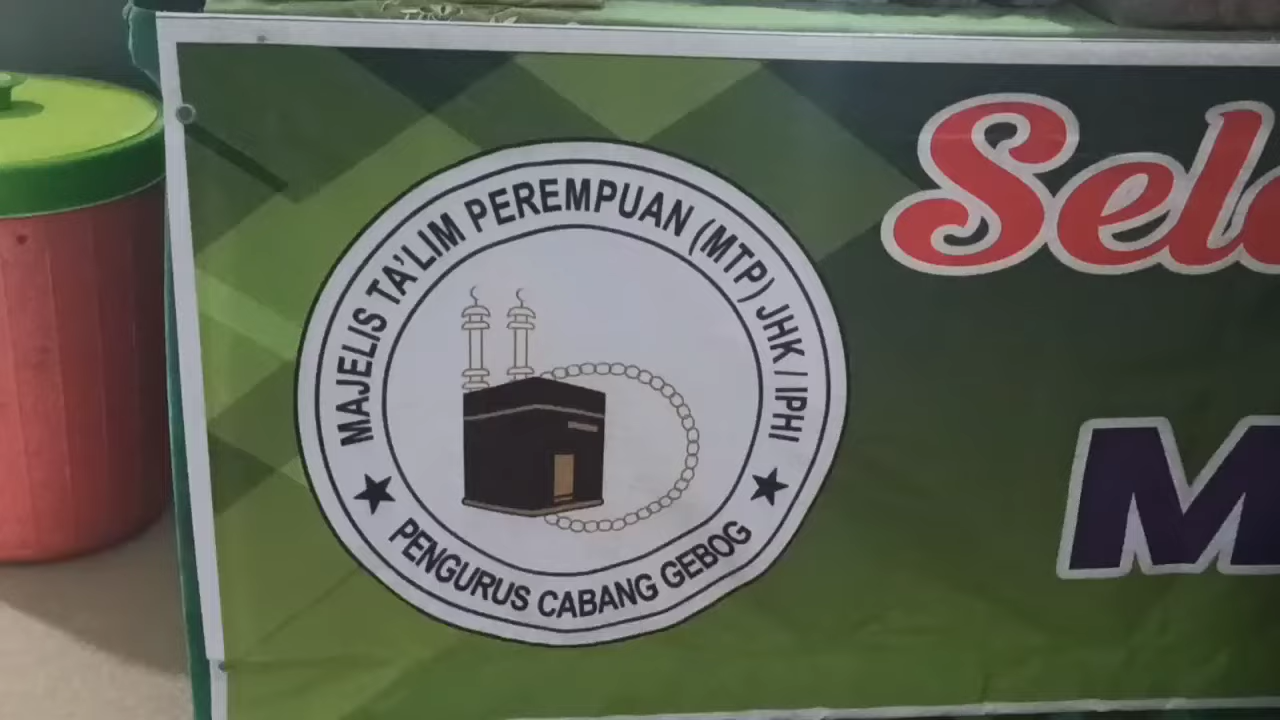 MAJELIS TA'LIM PEREMPUAN (MTP) JHK / IPHI
PENGURUS CABANG GEBOG